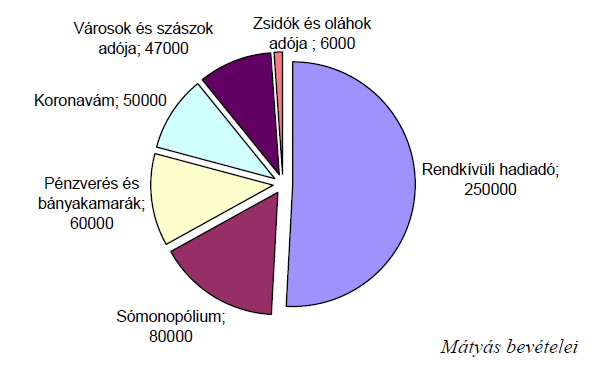 Zsidók és oláhok
adója ; 6000
Városok és szászok
adója; 47000
Koronavám; 50000
Rendkívüli hadiadó;
250000
Pénzverés és
bányakamarák;
60000
Sómonopólium;
80000
Mátyás bevételei